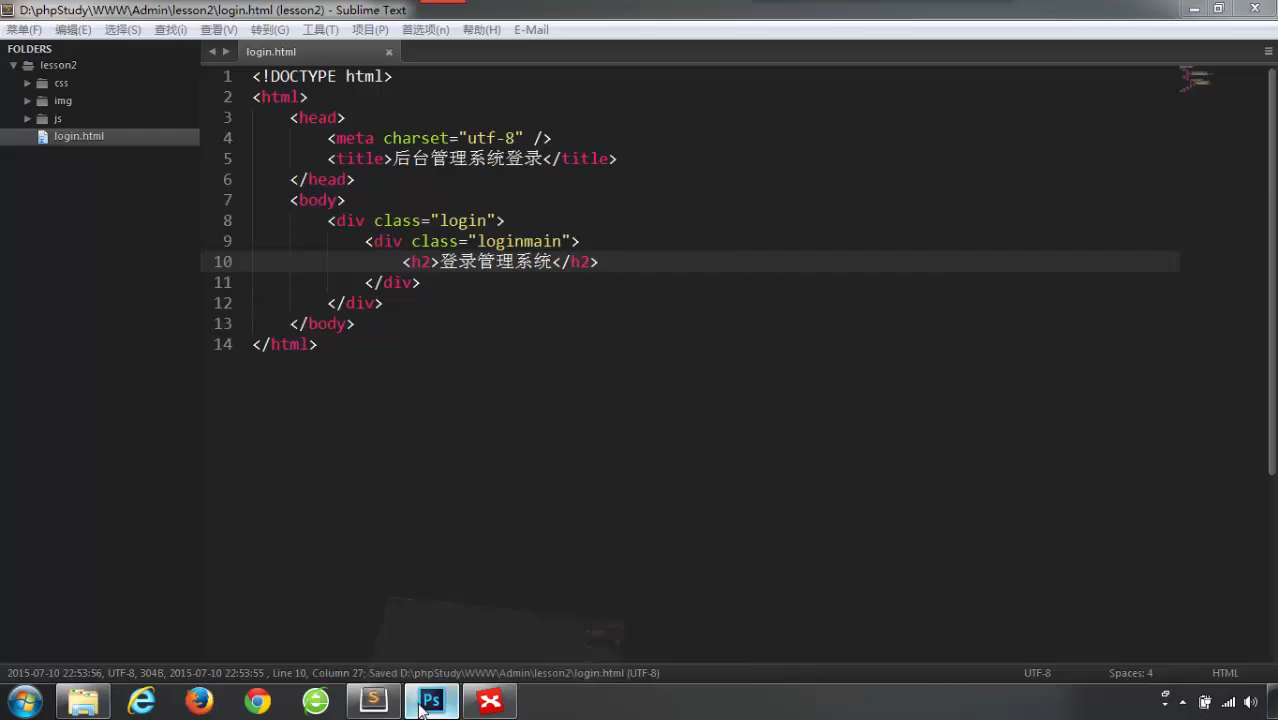 D:\phpStudy\WWW\Admin\lesson2\login.html (lesson2) - Sublime Text
菜单(F) 编辑(E) 选择(S) 查找(i) 查看(V) 转到(G) 工具(T) 项目(P) 首选项(n) 帮助(H) E-Mail
FOLDERS
lesson2
css
img
js
login.html
login.html
1 <!DOCTYPE html>
2 <html>
3 <head>
4 <meta charset="utf-8" />
5 <title>后台管理系统登录</title>
6 </head>
7 <body>
8 <div class="login">
9 <div class="loginmain">
10 <h2>登录管理系统</h2>
11 </div>
12 </div>
13 </body>
14 </html>
2015-07-10 22:53:56, UTF-8, 304B, 2015-07-10 22:53:55 , Line 10, Column 27; Saved D:\phpStudy\WWW\Admin\lesson2\login.html (UTF-8) UTF-8 Spaces: 4 HTML
S Ps